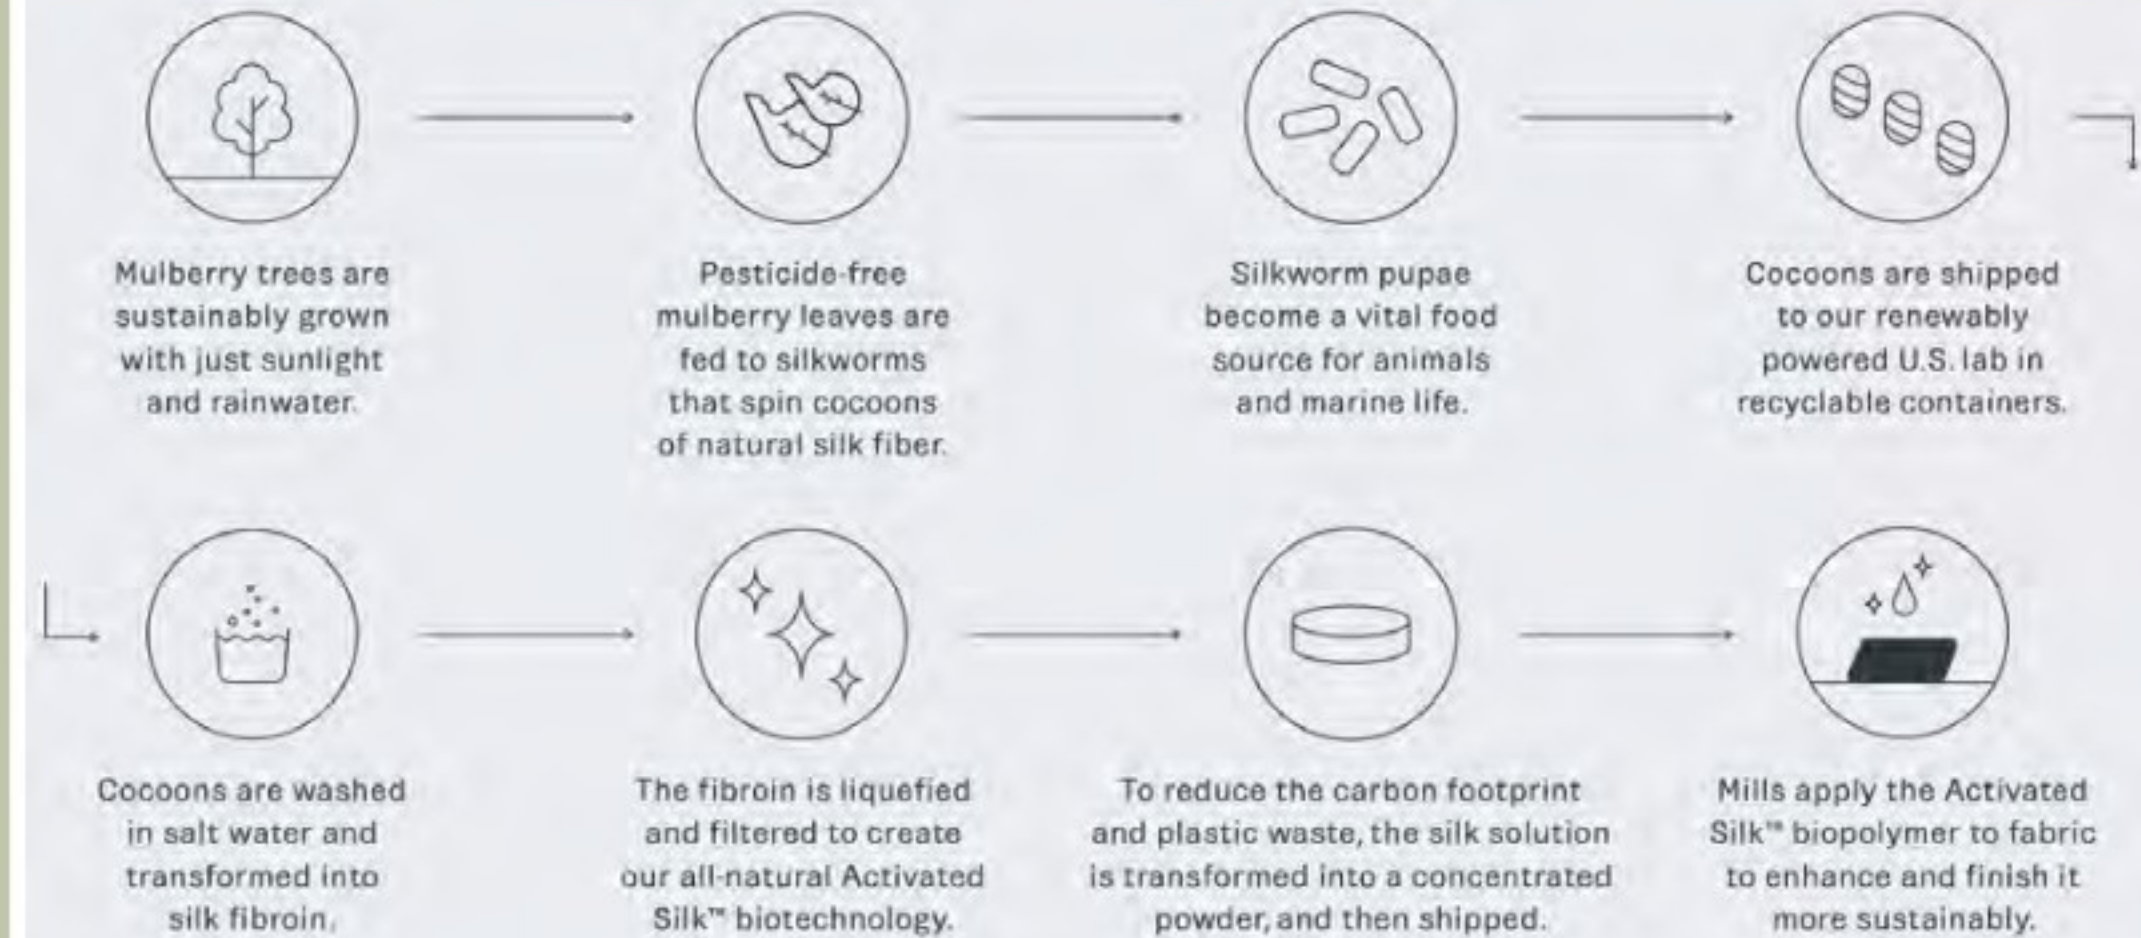 Mulberry trees are
sustainably grown
with just sunlight
and rainwater.
Pesticide-free
mulberry leaves are
fed to silkworms
that spin cocoons
of natural silk fiber.
Silkworm pupae
become a vital food
source for animals
and marine life.
Cocoons are shipped
to our renewably
powered U.S. lab in
recyclable containers.
Cocoons are washed
in salt water and
transformed into
silk fibroin.
The fibroin is liquefied
and filtered to create
our all-natural Activated
Silk™ biotechnology.
To reduce the carbon footprint
and plastic waste, the silk solution
is transformed into a concentrated
powder, and then shipped.
Mills apply the Activated
Silk™ biopolymer to fabric
to enhance and finish it
more sustainably.